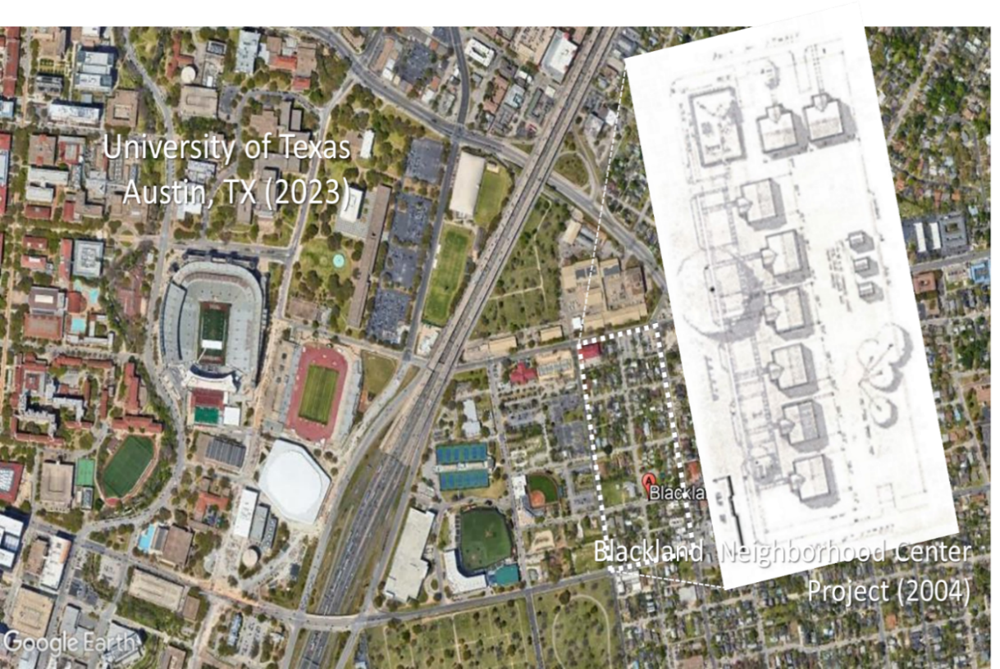 University of Texas
Austin, TX (2023)
A
Blackla
Blackland Neighborhood Center
Project (2004)
Google Earth